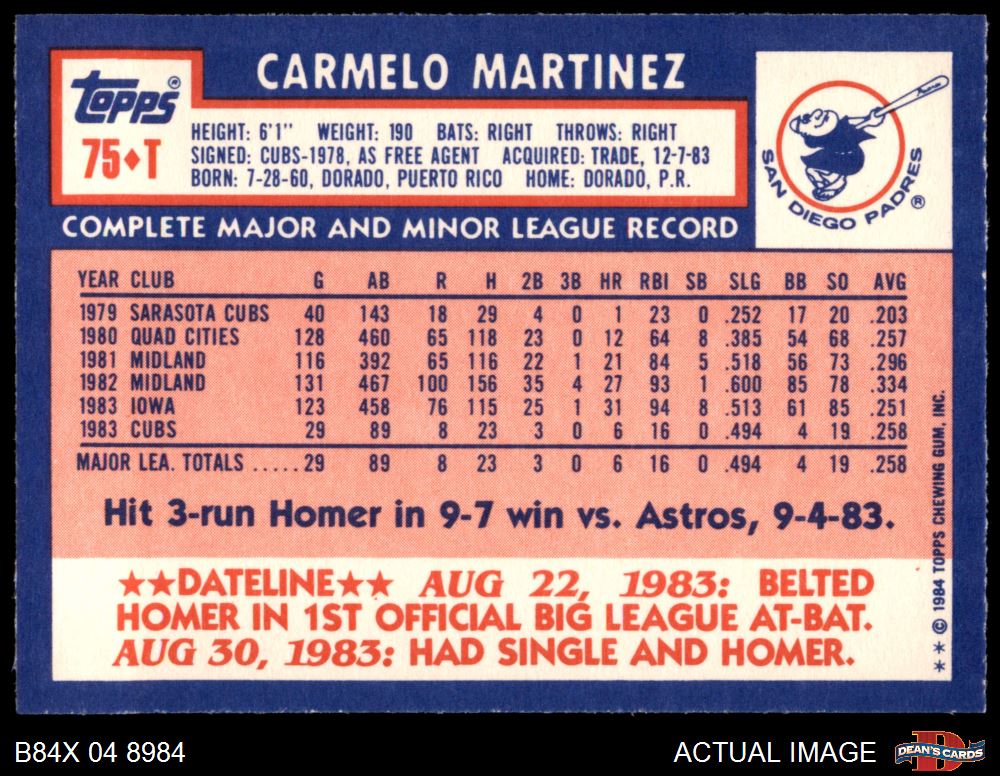 CARMELO MARTINEZ
Topps®
75♦T
HEIGHT: 6'1" WEIGHT: 190 BATS: RIGHT THROWS: RIGHT
SIGNED: CUBS-1978, AS FREE AGENT ACQUIRED: TRADE, 12-7-83
BORN: 7-28-60, DORADO, PUERTO RICO HOME: DORADO, P.R.
SAN DIEGO PADRES®
COMPLETE MAJOR AND MINOR LEAGUE RECORD
YEAR CLUB G AB R H 2B 3B HR RBI SB SLG BB SO AVG
1979 SARASOTA CUBS 40 143 18 29 4 0 1 23 0 .252 17 20 .203
1980 QUAD CITIES 128 460 65 118 23 0 12 64 8 .385 54 68 .257
1981 MIDLAND 116 392 65 116 22 1 21 84 5 .518 56 73 .296
1982 MIDLAND 131 467 100 156 35 4 27 93 1 .600 85 78 .334
1983 IOWA 123 458 76 115 25 1 31 94 8 .513 61 85 .251
1983 CUBS 29 89 8 23 3 0 6 16 0 .494 4 19 .258
MAJOR LEA. TOTALS ..... 29 89 8 23 3 0 6 16 0 .494 4 19 .258
Hit 3-run Homer in 9-7 win vs. Astros, 9-4-83.
★★DATELINE★★ AUG 22, 1983: BELTED
HOMER IN 1ST OFFICIAL BIG LEAGUE AT-BAT.
AUG 30, 1983: HAD SINGLE AND HOMER.
** © 1984 TOPPS CHEWING GUM, INC.
B84X 04 8984
ACTUAL IMAGE
DEAN'S CARDS